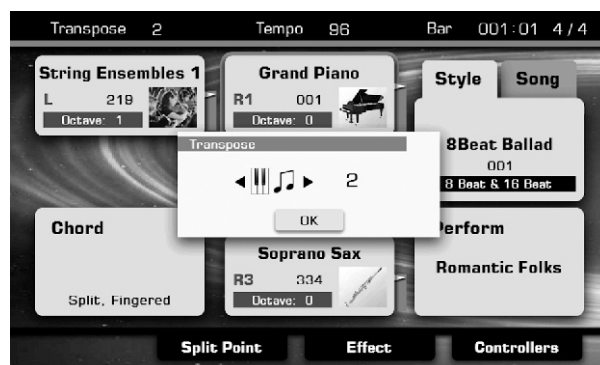 Transpose 2 Tempo 96 Bar 001:01 4/4
String Ensembles 1
L 219
Octave: 1
Grand Piano
R1 001
Octave: 0
Style Song
8Beat Ballad
001
8 Beat & 16 Beat
Transpose
2
OK
Chord
Split, Fingered
Soprano Sax
R3 334
Octave: 0
Perform
Romantic Folks
Split Point Effect Controllers